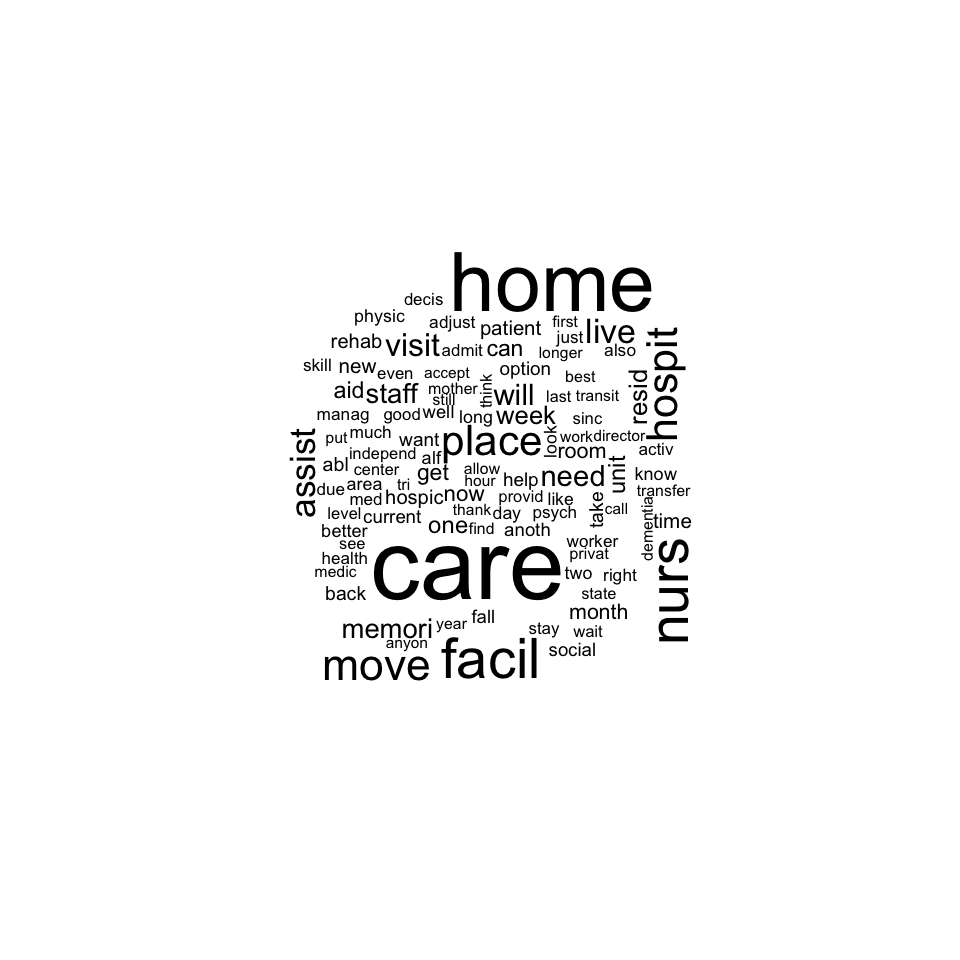 home
decis
physic
adjust patient first just live
rehab visit admit can longer also
hospit
skill new even accept option best
aid staff mother still think will last transit resid
manag good well long week sinc
put much want place look work director
independ alf room activ
assist
abl center get allow hour help need unit know
due area tri med hospic now provid like take transfer
level current thank day psych call dementia time
better one find anoth
see worker
health care privat
medic two right
nurs
back state
month
memori year fall stay wait
anyon
move facil social